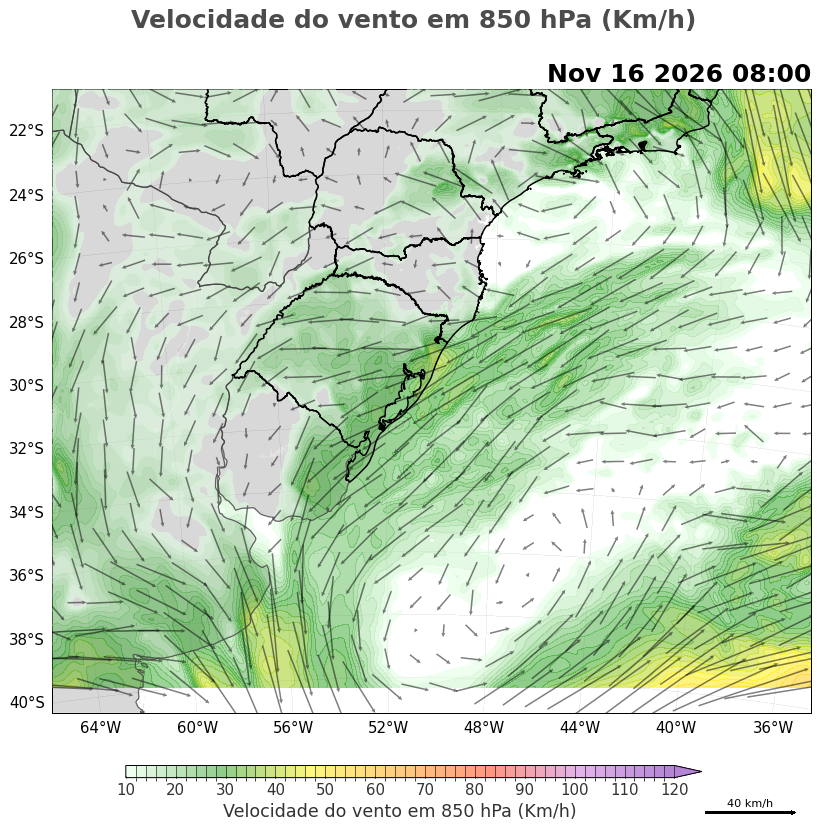 Velocidade do vento em 850 hPa (Km/h)
Nov 16 2026 08:00
22°S
24°S
26°S
28°S
30°S
32°S
34°S
36°S
38°S
40°S
64°W 60°W 56°W 52°W 48°W 44°W 40°W 36°W
10 20 30 40 50 60 70 80 90 100 110 120
Velocidade do vento em 850 hPa (Km/h)
40 km/h